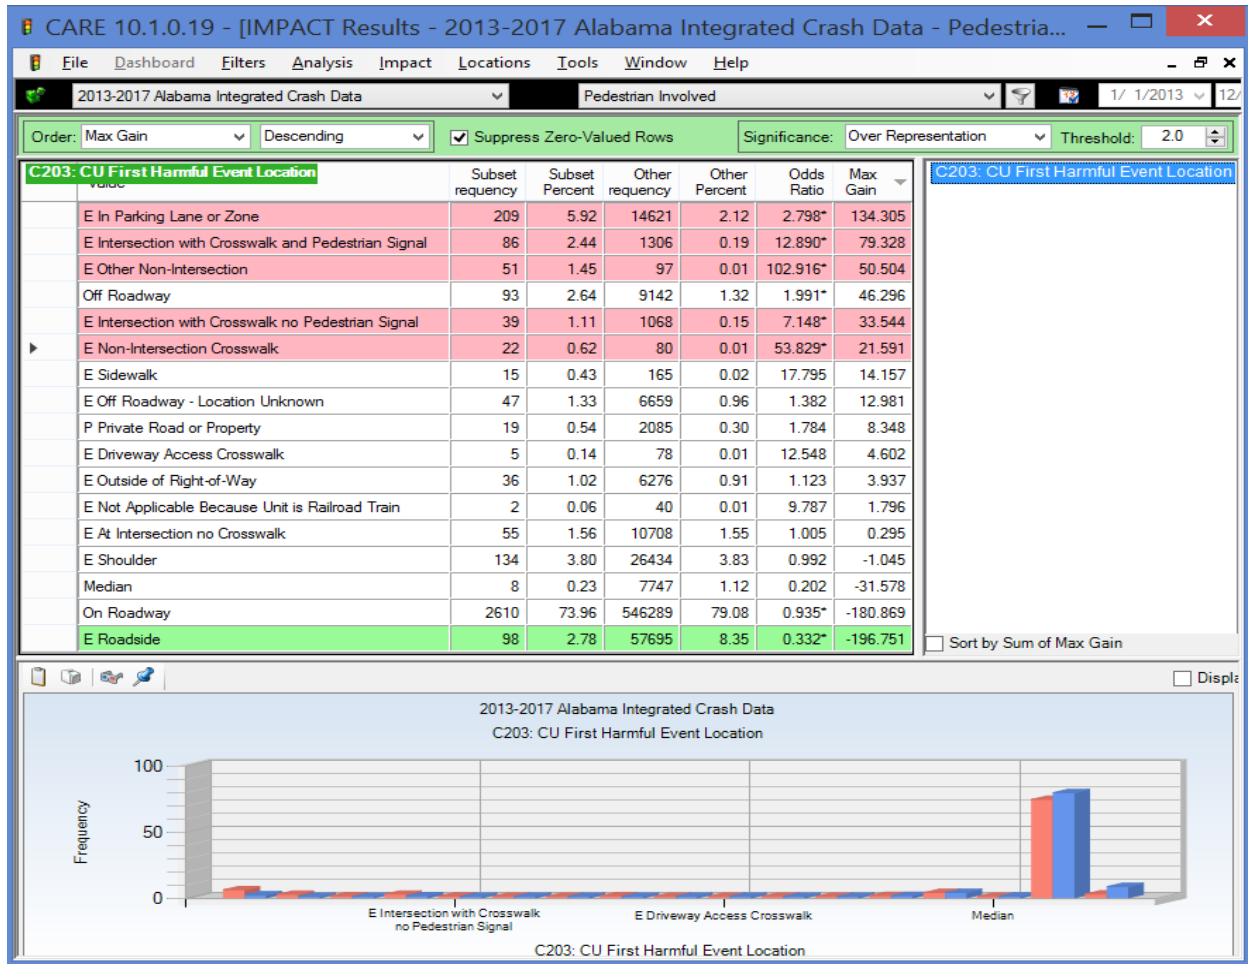 CARE 10.1.0.19 - [IMPACT Results - 2013-2017 Alabama Integrated Crash Data - Pedestria...
File Dashboard Filters Analysis Impact Locations Tools Window Help
2013-2017 Alabama Integrated Crash Data Pedestrian Involved 1/ 1/2013 12/
Order: Max Gain Descending Suppress Zero-Valued Rows Significance: Over Representation Threshold: 2.0
C203: CU First Harmful Event Location Subset requency Subset Percent Other requency Other Percent Odds Ratio Max Gain C203: CU First Harmful Event Location
E In Parking Lane or Zone 209 5.92 14621 2.12 2.798* 134.305
E Intersection with Crosswalk and Pedestrian Signal 86 2.44 1306 0.19 12.890* 79.328
E Other Non-Intersection 51 1.45 97 0.01 102.916* 50.504
Off Roadway 93 2.64 9142 1.32 1.991* 46.296
E Intersection with Crosswalk no Pedestrian Signal 39 1.11 1068 0.15 7.148* 33.544
E Non-Intersection Crosswalk 22 0.62 80 0.01 53.829* 21.591
E Sidewalk 15 0.43 165 0.02 17.795 14.157
E Off Roadway - Location Unknown 47 1.33 6659 0.96 1.382 12.981
P Private Road or Property 19 0.54 2085 0.30 1.784 8.348
E Driveway Access Crosswalk 5 0.14 78 0.01 12.548 4.602
E Outside of Right-of-Way 36 1.02 6276 0.91 1.123 3.937
E Not Applicable Because Unit is Railroad Train 2 0.06 40 0.01 9.787 1.796
E At Intersection no Crosswalk 55 1.56 10708 1.55 1.005 0.295
E Shoulder 134 3.80 26434 3.83 0.992 -1.045
Median 8 0.23 7747 1.12 0.202 -31.578
On Roadway 2610 73.96 546289 79.08 0.935* -180.869
E Roadside 98 2.78 57695 8.35 0.332* -196.751
Sort by Sum of Max Gain
Displa
2013-2017 Alabama Integrated Crash Data
C203: CU First Harmful Event Location
100
50
0
Frequency
E Intersection with Crosswalk
no Pedestrian Signal
E Driveway Access Crosswalk
Median
C203: CU First Harmful Event Location